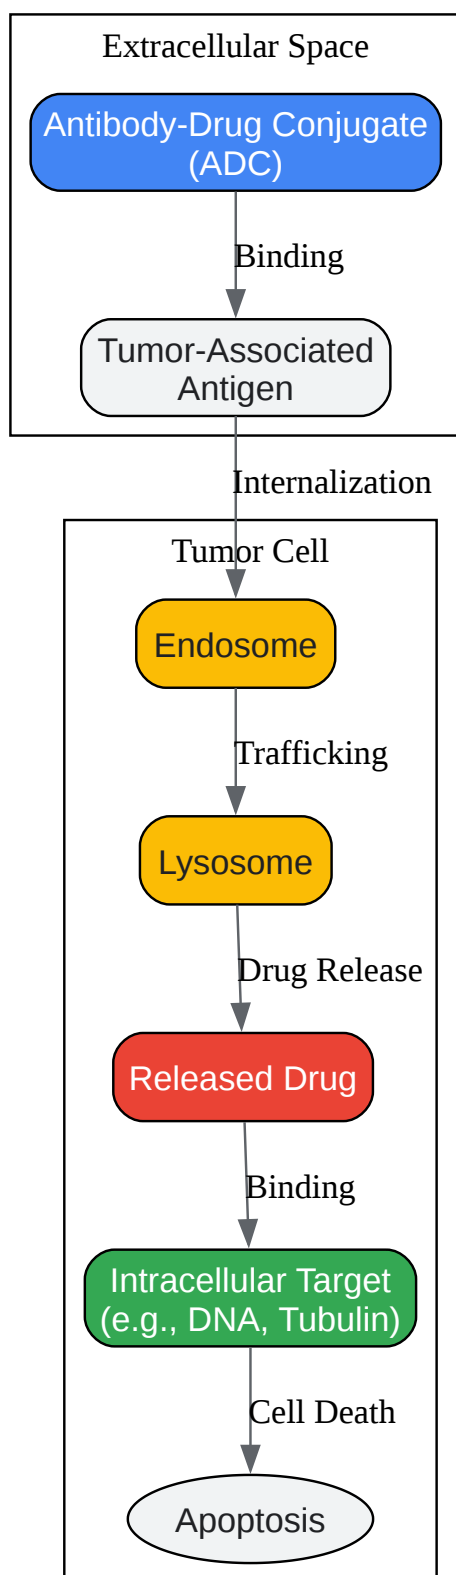 Extracellular Space
Antibody-Drug Conjugate
(ADC)
Binding
Tumor-Associated
Antigen
Internalization
Tumor Cell
Endosome
Trafficking
Lysosome
Drug Release
Released Drug
Binding
Intracellular Target
(e.g., DNA, Tubulin)
Cell Death
Apoptosis